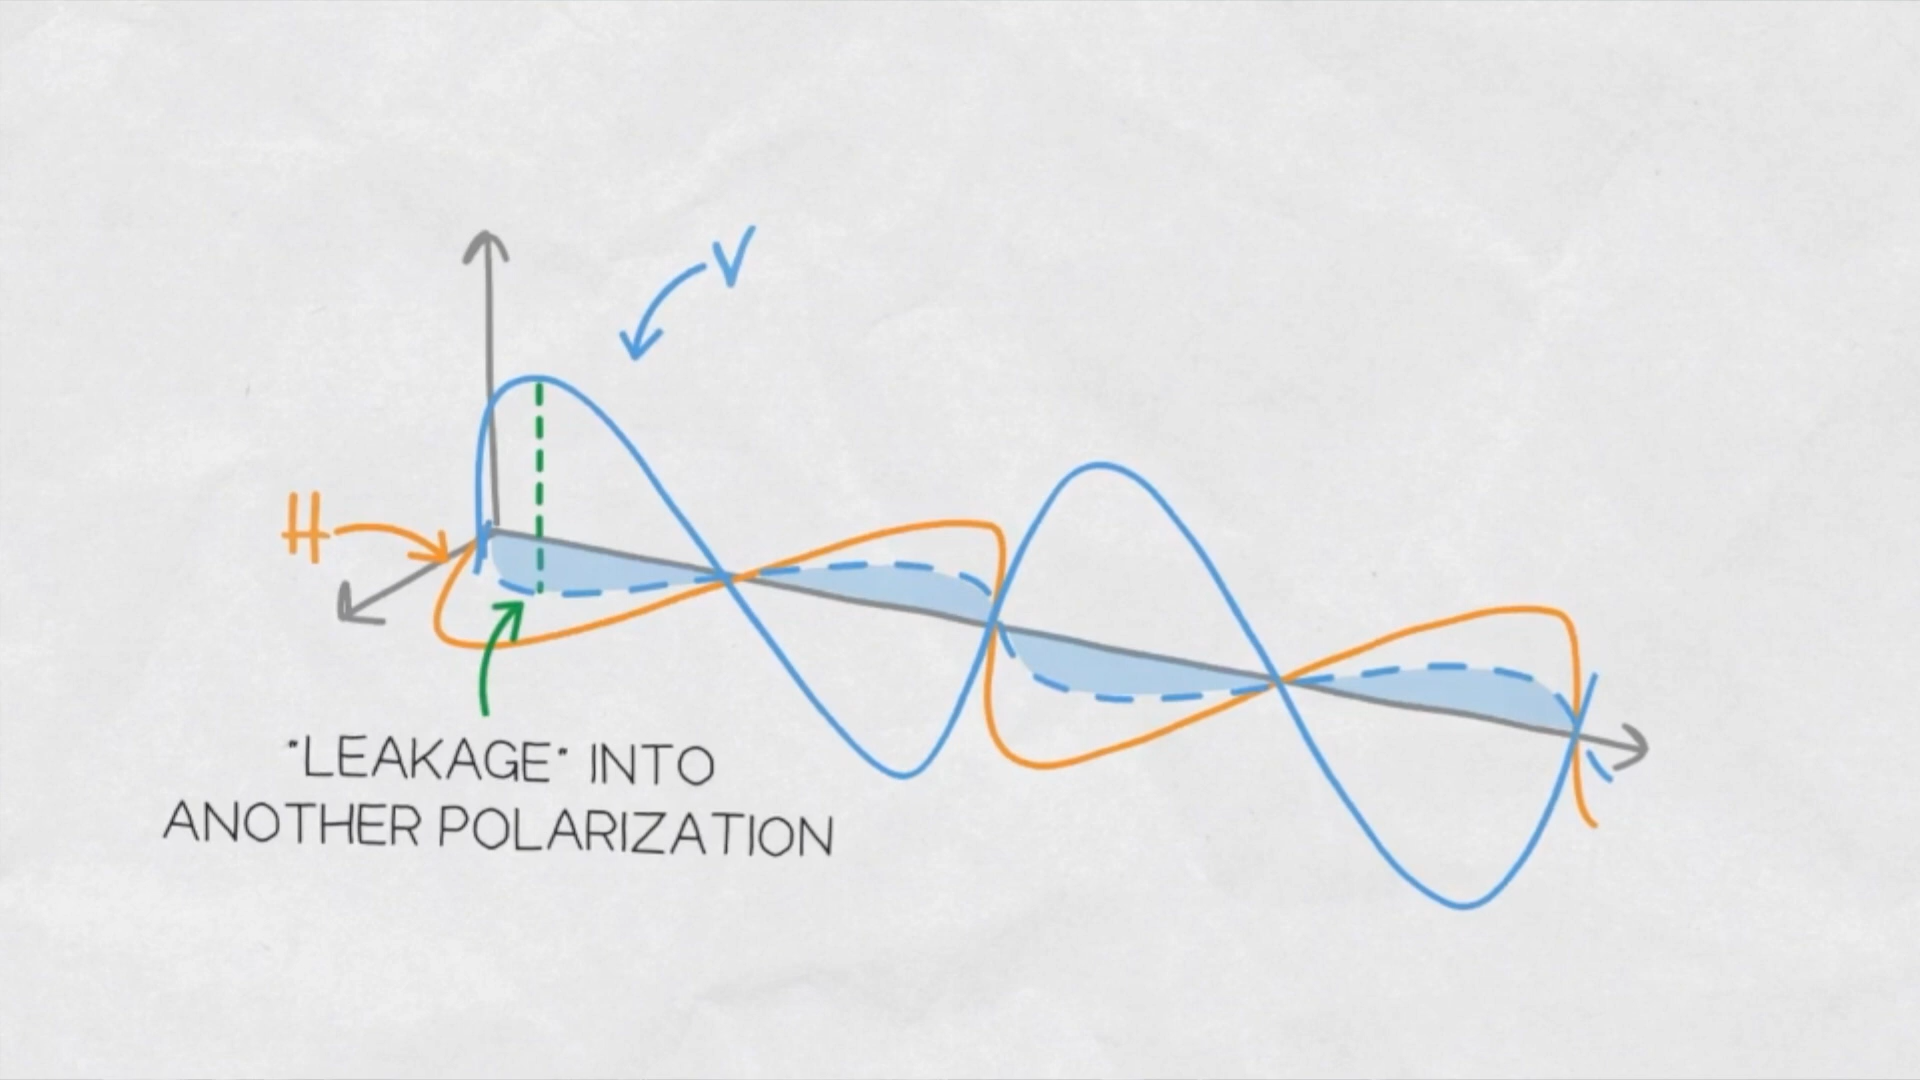 V
H
"LEAKAGE" INTO
ANOTHER POLARIZATION